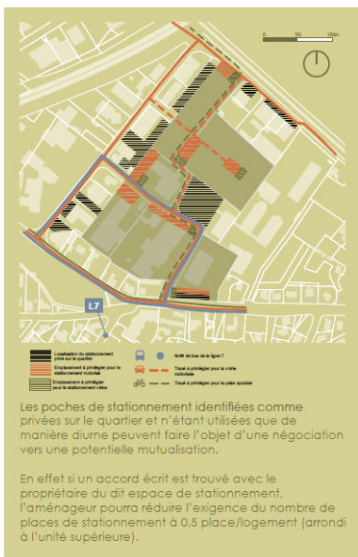 0 50 100m
L7
Localisation du stationnement
privé sur le quartier
Emplacement à privilégier pour le
stationnement motorisé
Emplacement à privilégier
pour le stationnement vélos
Arrêt de bus de la ligne 7
Tracé à privilégier pour la voirie
motorisée
Tracé à privilégier pour la piste cyclable
Les poches de stationnement identifiées comme
privées sur le quartier et n'étant utilisées que de
manière diurne peuvent faire l'objet d'une négociation
vers une potentielle mutualisation.
En effet si un accord écrit est trouvé avec le
propriétaire du dit espace de stationnement,
l'aménageur pourra réduire l'exigence du nombre de
places de stationnement à 0,5 place/logement (arrondi
à l'unité supérieure).